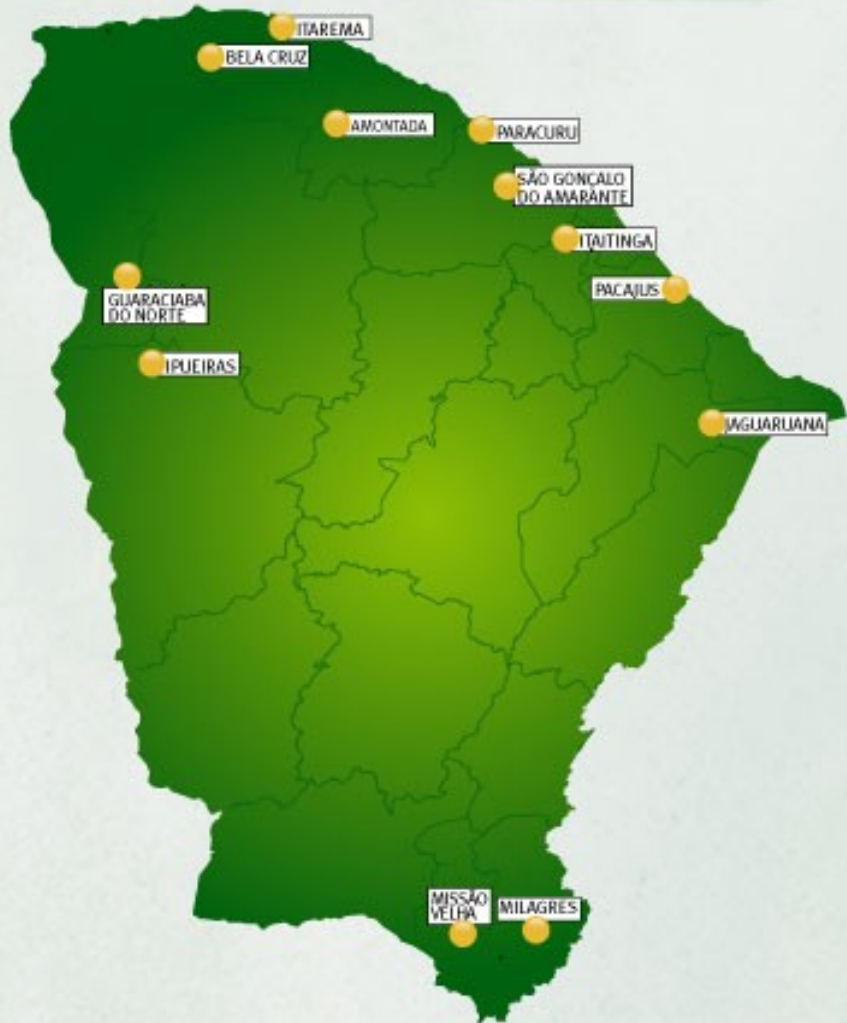 ITAREMA
BELA CRUZ
AMONTADA
PARACURU
SÃO GONÇALO
DO AMARANTE
ITAITINGA
PACAJUS
GUARACIABA
DO NORTE
IPUEIRAS
JAGUARUANA
MISSÃO
VELHA
MILAGRES